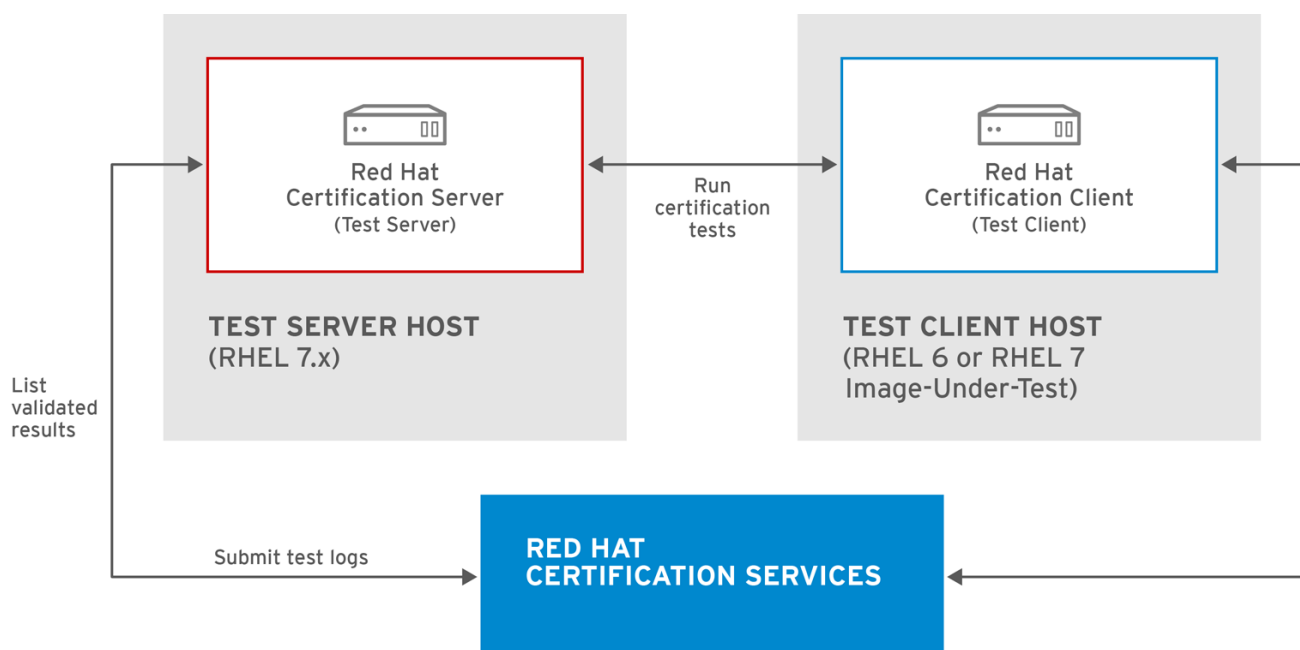 Red Hat
Certification Server
(Test Server)
TEST SERVER HOST
(RHEL 7.x)
Run
certification
tests
Red Hat
Certification Client
(Test Client)
TEST CLIENT HOST
(RHEL 6 or RHEL 7
Image-Under-Test)
List
validated
results
Submit test logs
RED HAT
CERTIFICATION SERVICES